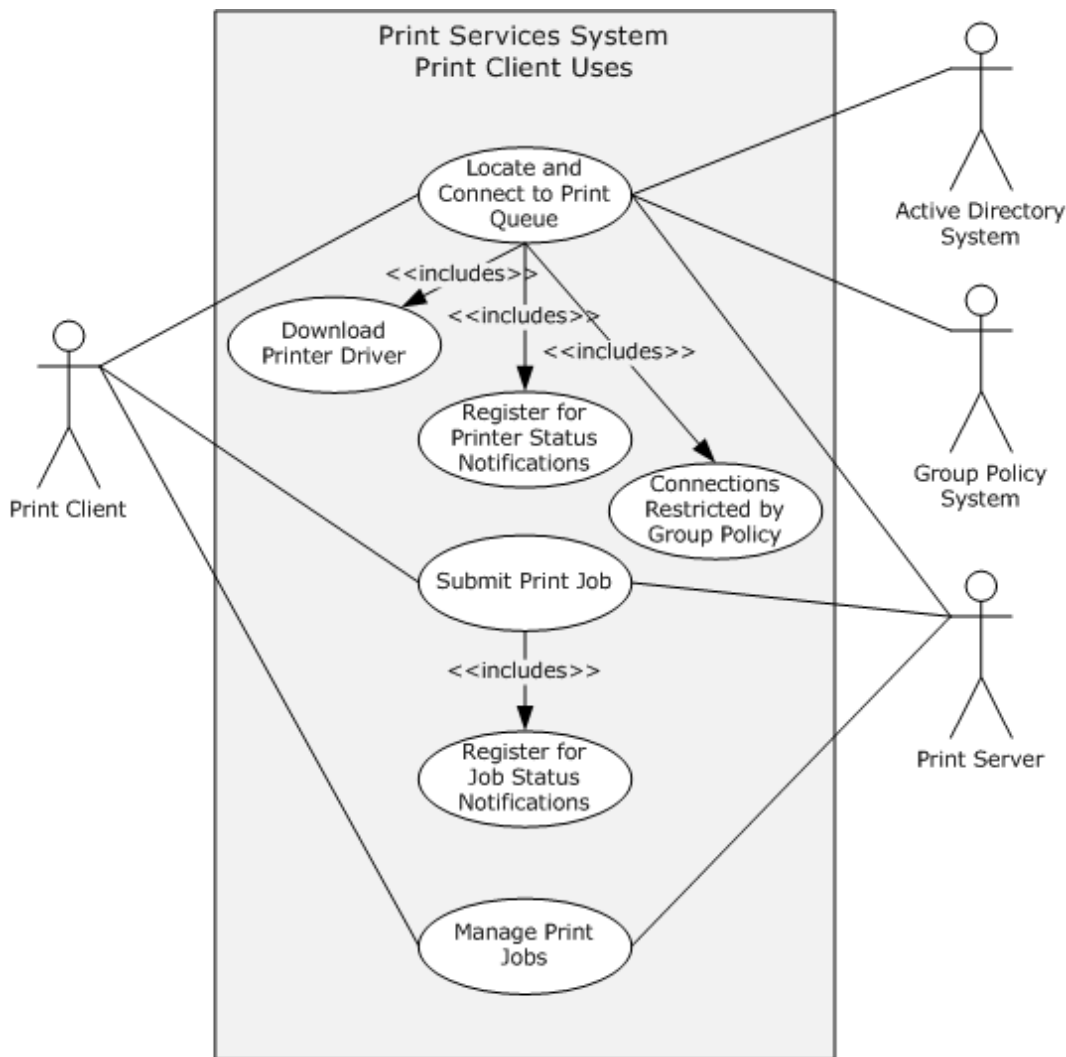 Print Services System
Print Client Uses
Locate and
Connect to Print
Queue
Active Directory
System
<<includes>>
Download
Printer Driver
<<includes>>
<<includes>>
Register for
Printer Status
Notifications
Group Policy
System
Connections
Restricted by
Group Policy
Print Client
Submit Print Job
<<includes>>
Register for
Job Status
Notifications
Print Server
Manage Print
Jobs